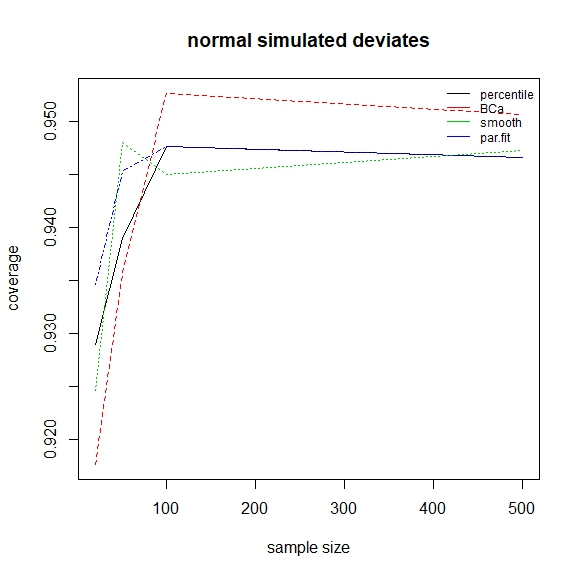 normal simulated deviates
percentile
BCa
smooth
par.fit
0.950
0.940
0.930
0.920
coverage
100 200 300 400 500
sample size